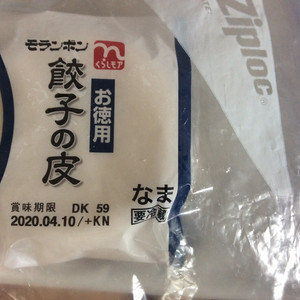 モランボン
くらしモア
お徳用
餃子の皮
なま
要冷蔵
賞味期限 DK 59
2020.04.10/+KN
Ziploc®